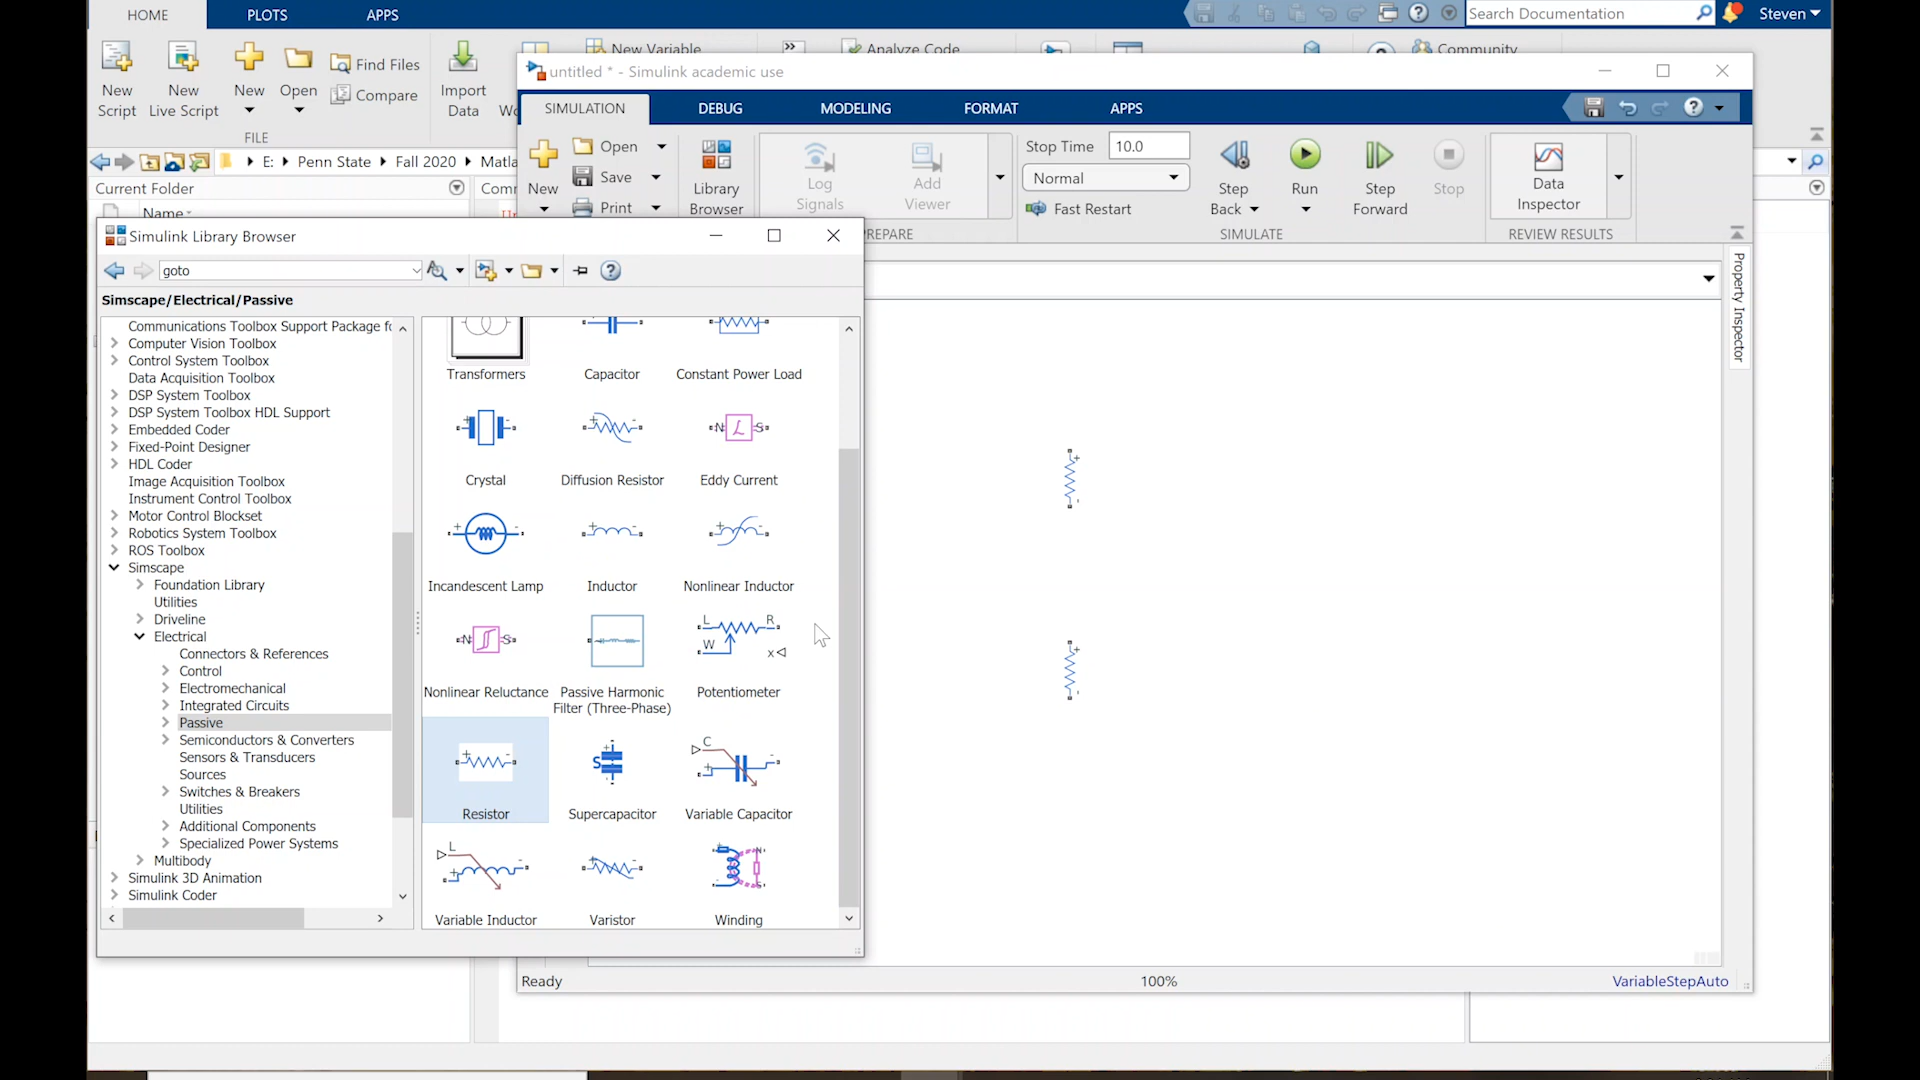 HOME PLOTS APPS
Search Documentation Steven
New Script
New Live Script
New
Open
Find Files
Compare
Import Data
New Variable
Analyze Code
Community
FILE
E: Penn State Fall 2020 Matla
Current Folder
Comm
Name
untitled * - Simulink academic use
SIMULATION DEBUG MODELING FORMAT APPS
New
Open
Save
Print
Library Browser
Log Signals
Add Viewer
Stop Time 10.0
Normal
Fast Restart
Step Back
Run
Step Forward
Stop
Data Inspector
REPARE
SIMULATE
REVIEW RESULTS
Property Inspector
Simulink Library Browser
goto
Simscape/Electrical/Passive
Communications Toolbox Support Package fo
Computer Vision Toolbox
Control System Toolbox
Data Acquisition Toolbox
DSP System Toolbox
DSP System Toolbox HDL Support
Embedded Coder
Fixed-Point Designer
HDL Coder
Image Acquisition Toolbox
Instrument Control Toolbox
Motor Control Blockset
Robotics System Toolbox
ROS Toolbox
Simscape
Foundation Library
Utilities
Driveline
Electrical
Connectors & References
Control
Electromechanical
Integrated Circuits
Passive
Semiconductors & Converters
Sensors & Transducers
Sources
Switches & Breakers
Utilities
Additional Components
Specialized Power Systems
Multibody
Simulink 3D Animation
Simulink Coder
Transformers
Capacitor
Constant Power Load
N L S
Crystal
Diffusion Resistor
Eddy Current
Incandescent Lamp
Inductor
Nonlinear Inductor
N S
L R
W x
Nonlinear Reluctance
Passive Harmonic Filter (Three-Phase)
Potentiometer
S
C
Resistor
Supercapacitor
Variable Capacitor
L
Variable Inductor
Varistor
Winding
Ready
100%
VariableStepAuto